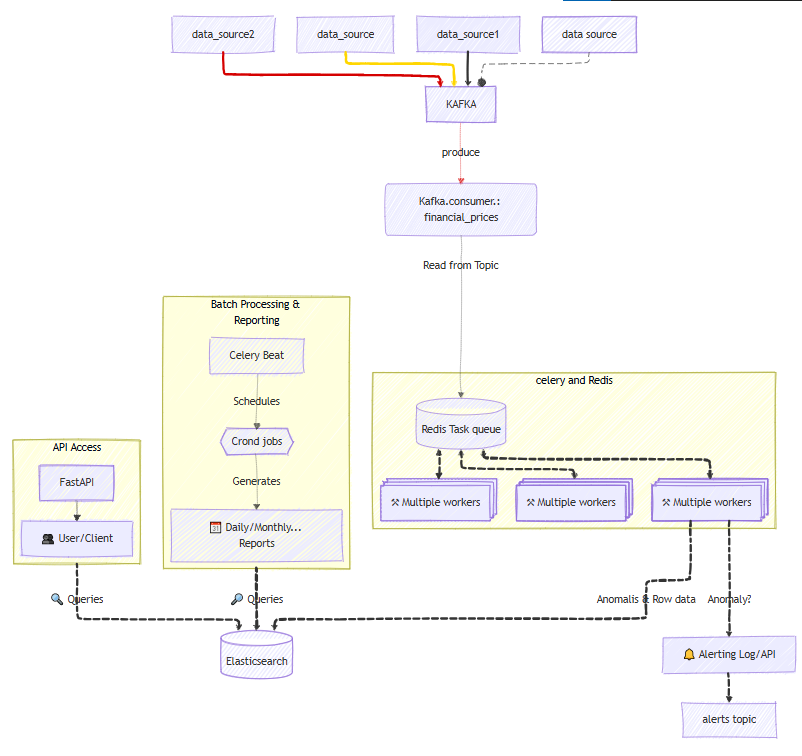 data_source2
data_source
data_source1
data source
KAFKA
produce
Kafka.consumer.:
financial_prices
Read from Topic
Batch Processing &
Reporting
Celery Beat
Schedules
Crond jobs
Generates
📅 Daily/Monthly...
Reports
celery and Redis
Redis Task queue
⚒ Multiple workers
⚒ Multiple workers
⚒ Multiple workers
API Access
FastAPI
👥 User/Client
🔍 Queries
🔎 Queries
Anomalis & Row data
Anomaly?
Elasticsearch
🔔 Alerting Log/API
alerts topic